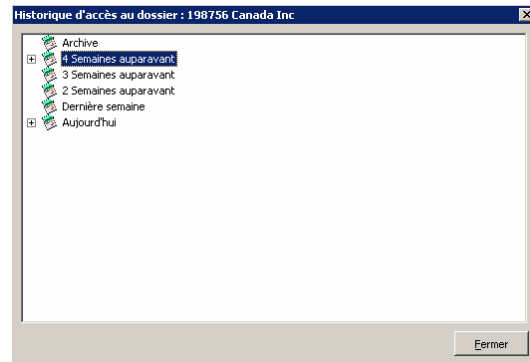 Historique d'accès au dossier : 198756 Canada Inc
Archive
4 Semaines auparavant
3 Semaines auparavant
2 Semaines auparavant
Dernière semaine
Aujourd'hui
Fermer